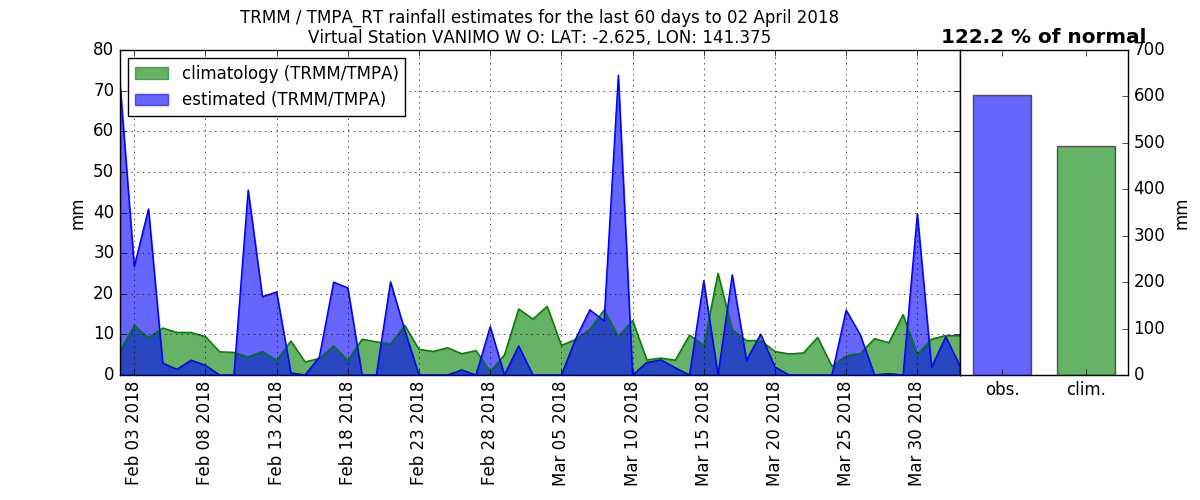 TRMM / TMPA_RT rainfall estimates for the last 60 days to 02 April 2018
Virtual Station VANIMO W O: LAT: -2.625, LON: 141.375
122.2 % of normal
climatology (TRMM/TMPA)
estimated (TRMM/TMPA)
80
70
60
50
40
30
20
10
0
mm
Feb 03 2018
Feb 08 2018
Feb 13 2018
Feb 18 2018
Feb 23 2018
Feb 28 2018
Mar 05 2018
Mar 10 2018
Mar 15 2018
Mar 20 2018
Mar 25 2018
Mar 30 2018
obs.
clim.
700
600
500
400
300
200
100
0
mm